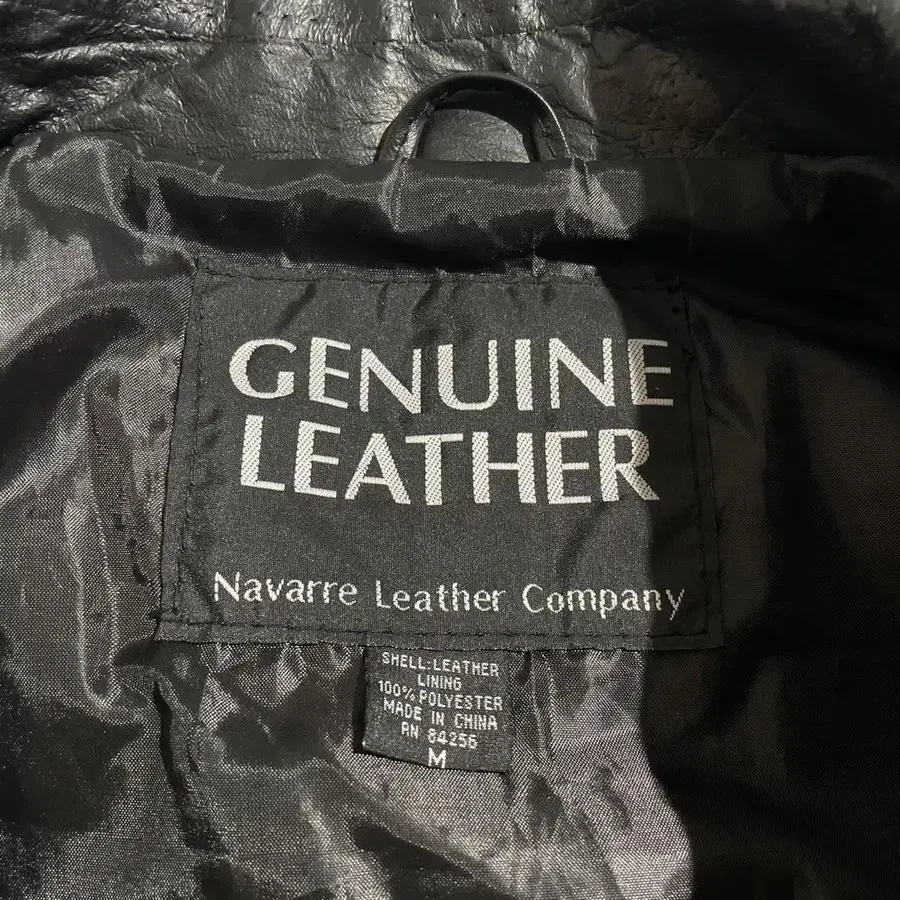 GENUINE
LEATHER
Navarre Leather Company
SHELL:LEATHER
LINING
100% POLYESTER
MADE IN CHINA
RN 84256
M